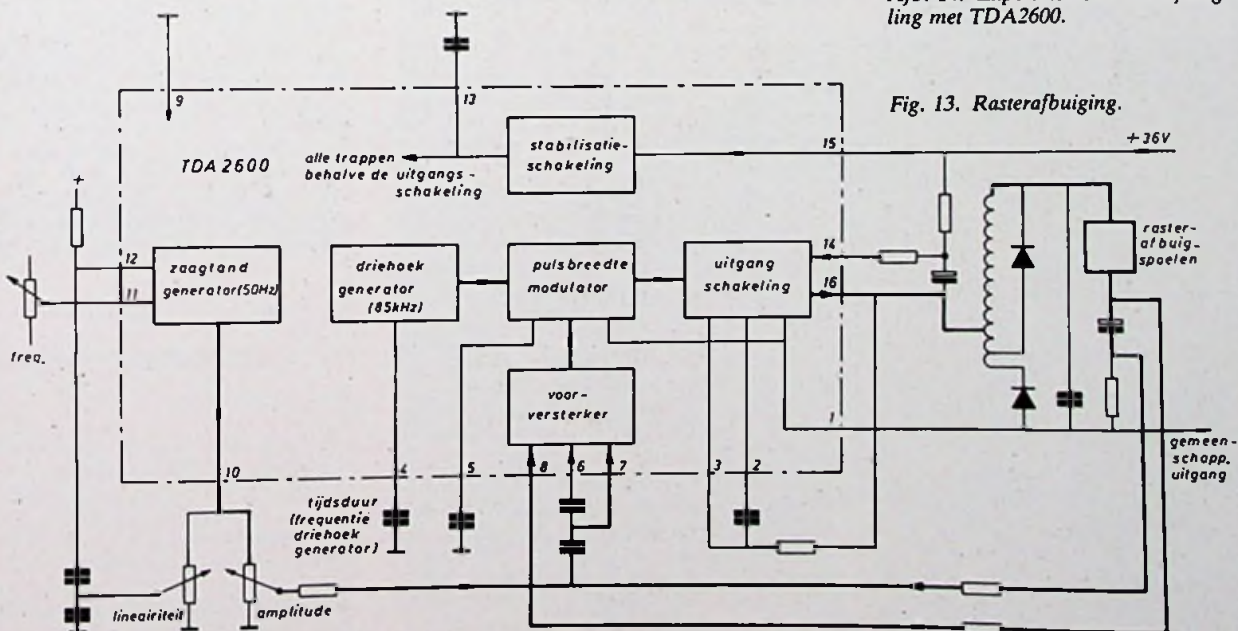 ling met TDA2600.
Fig. 13. Rasterafbuiging.
9
13
TDA 2600
alle trappen
behalve de uitgangs-
schakeling
stabilisatie-
schakeling
15
+36V
+
12
11
zaagtand
generator(50Hz)
driehoek
generator
(85kHz)
pulsbreedte
modulator
uitgang
schakeling
14
16
raster-
afbuig-
spoelen
freq.
voor-
versterker
1
gemeen-
schapp.
uitgang
10
4
5
8
6
7
3
2
tijdsduur
(frequentie
driehoek
generator)
lineairiteit
amplitude